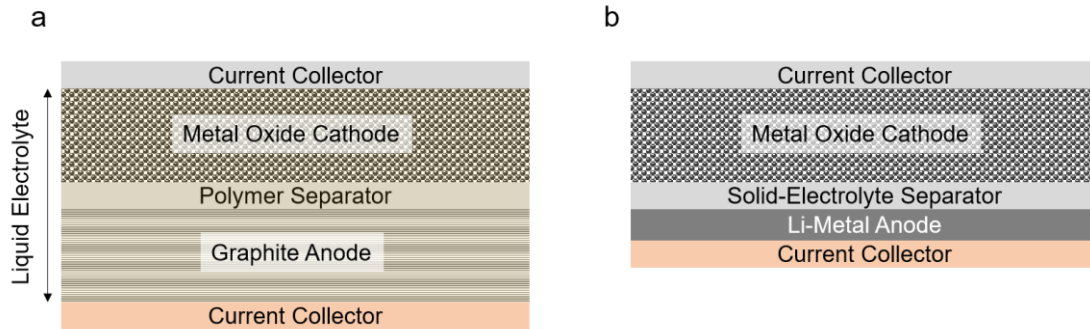 a
Current Collector
Metal Oxide Cathode
Polymer Separator
Graphite Anode
Current Collector
Liquid Electrolyte
b
Current Collector
Metal Oxide Cathode
Solid-Electrolyte Separator
Li-Metal Anode
Current Collector